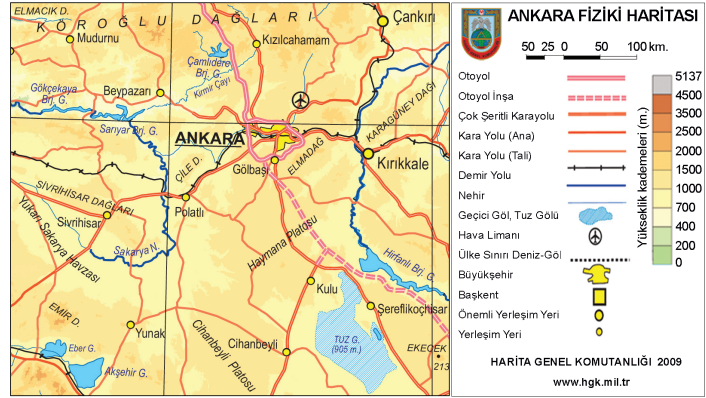 ELMACIK D.
KÖROĞLU DAĞLARI
Mudurnu
Kızılcahamam
Çankırı
Çamlıdere
Brj. G.
Kirmir Çayı
Gökçekaya
Brj. G.
Beypazarı
Sarıyar Brj. G.
ANKARA
KARAGÜNEY DAĞI
Kırıkkale
ELMADAĞ
Gölbaşı
ÇİLE D.
SİVRİHİSAR DAĞLARI
Polatlı
Sivrihisar
Yukarı Sakarya Havzası
Sakarya N.
Haymana Platosu
Hirfanlı Brj. G.
Kulu
Şereflikoçhisar
EMİR D.
Yunak
Cihanbeyli Platosu
Cihanbeyli
TUZ G.
(905 m.)
EKECEK
213
Eber G.
Akşehir G.
ANKARA FİZİKİ HARİTASI
50 25 0 50 100 km.
Otoyol
Otoyol İnşa
Çok Şeritli Karayolu
Kara Yolu (Ana)
Kara Yolu (Tali)
Demir Yolu
Nehir
Geçici Göl, Tuz Gölü
Hava Limanı
Ülke Sınırı Deniz-Göl
Büyükşehir
Başkent
Önemli Yerleşim Yeri
Yerleşim Yeri
Yükseklik kademeleri (m.)
5137
4500
3500
2500
2000
1500
1000
700
400
200
0
HARİTA GENEL KOMUTANLIĞI 2009
www.hgk.mil.tr